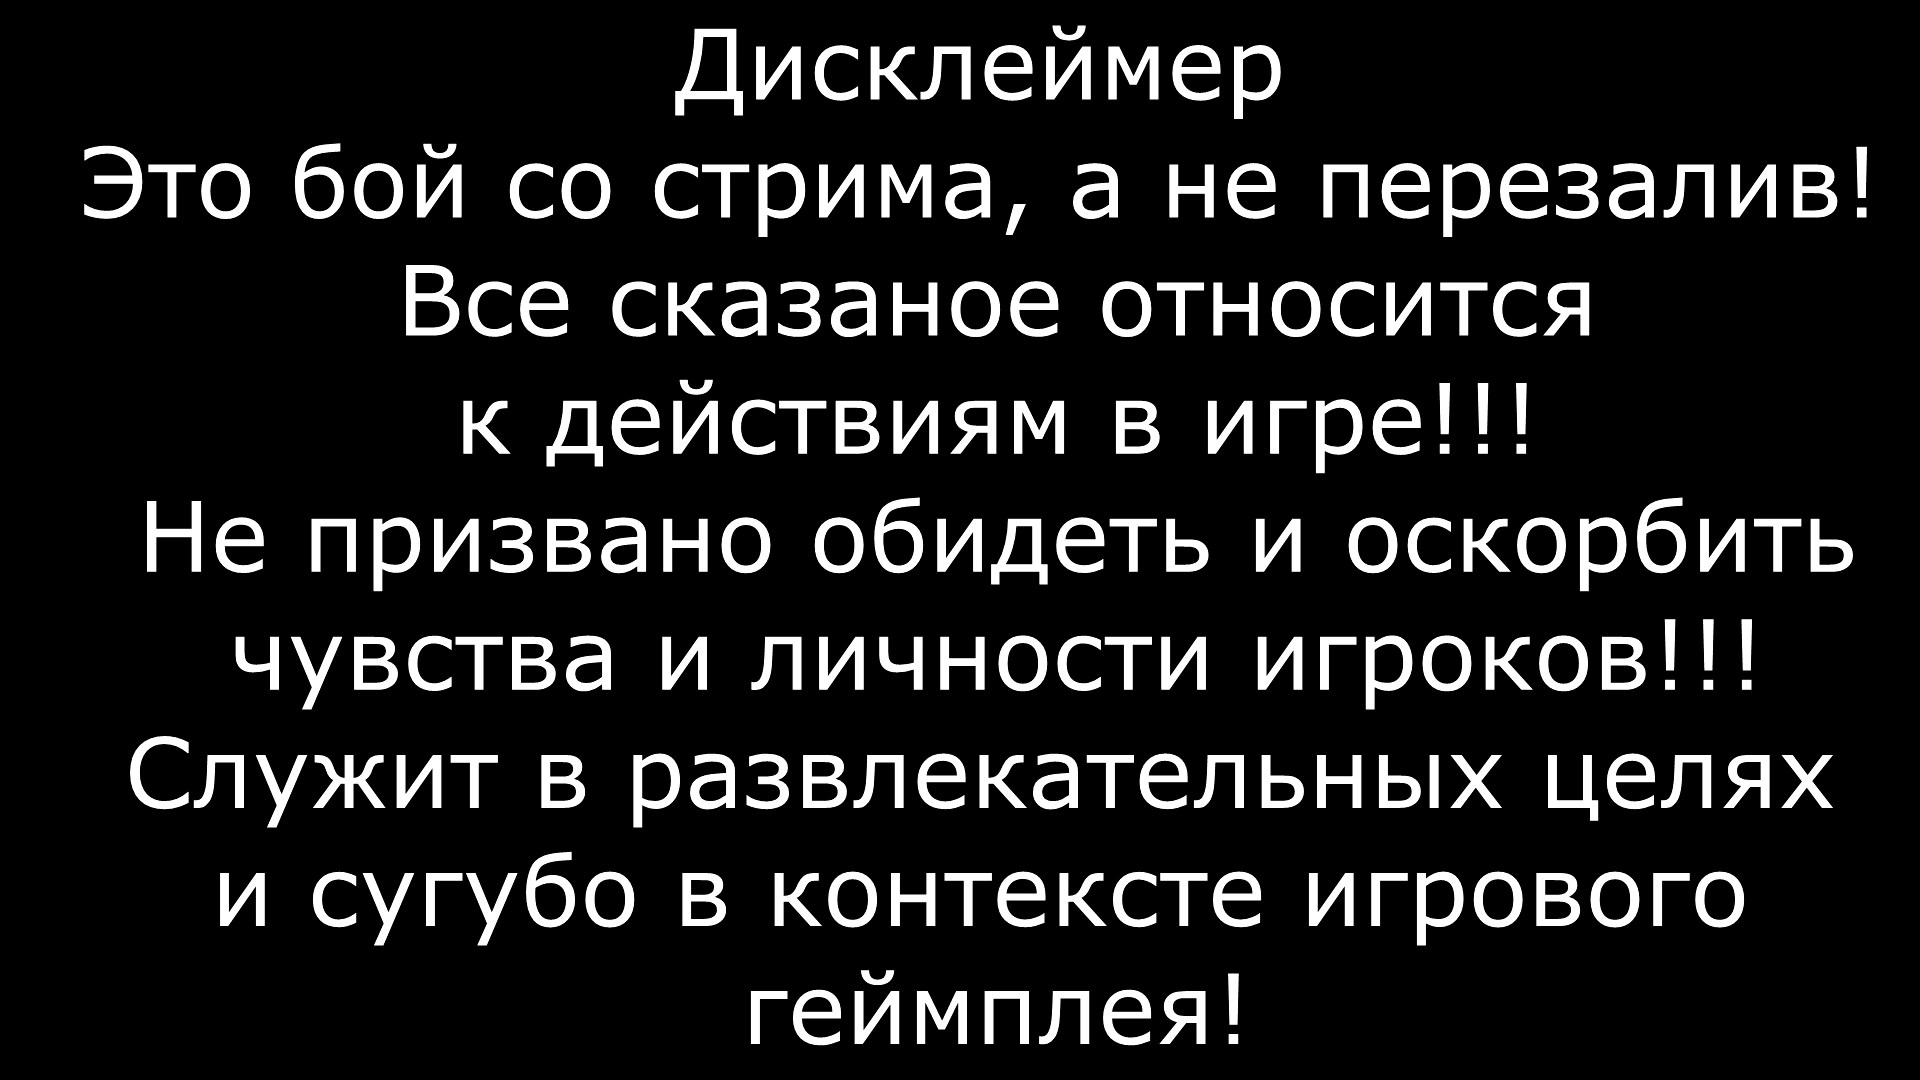 Дисклеймер
Это бой со стрима, а не перезалив!
Все сказаное относится
к действиям в игре!!!
Не призвано обидеть и оскорбить
чувства и личности игроков!!!
Служит в развлекательных целях
и сугубо в контексте игрового
геймплея!